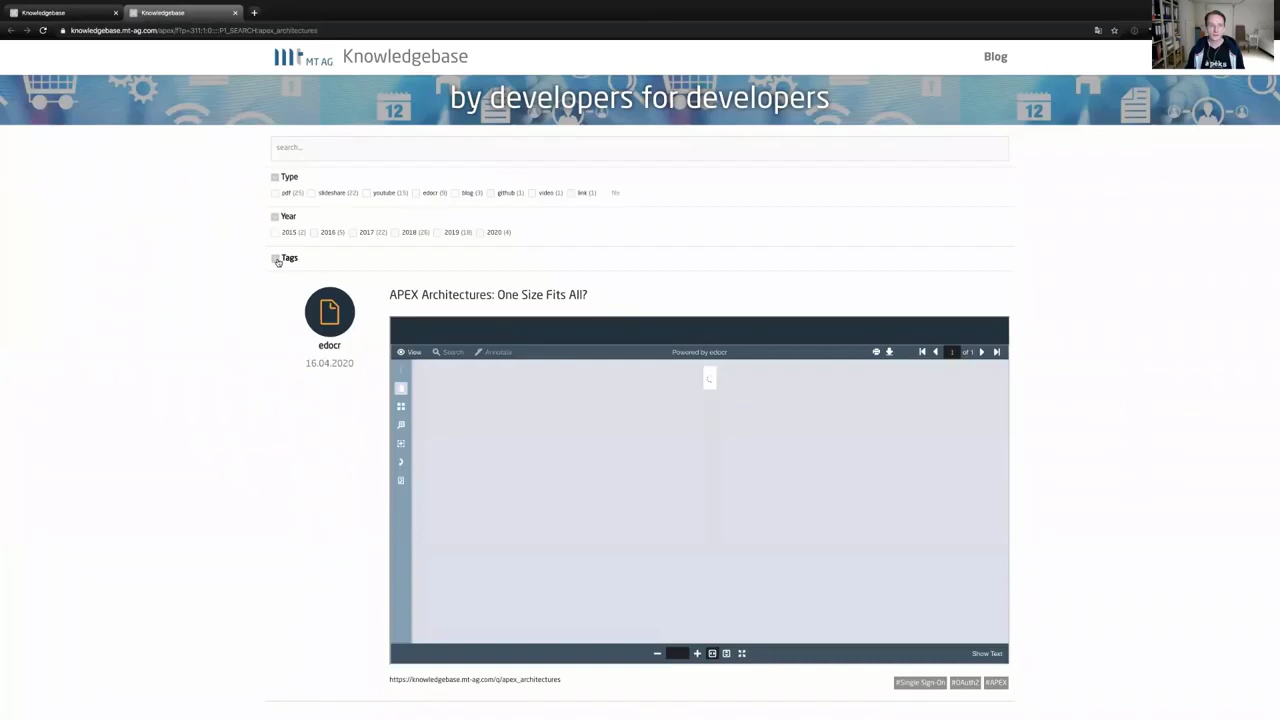 Knowledgebase
Knowledgebase
knowledgebase.mt-ag.com/apex/f?p=311:1:0::::P1_SEARCH:apex_architectures
MT AG Knowledgebase
Blog
by developers for developers
12
12
search...
Type
pdf (25) slideshare (22) youtube (15) edocr (9) blog (3) github (1) video (1) link (1)
Year
2015 (2) 2016 (5) 2017 (22) 2018 (26) 2019 (18) 2020 (4)
Tags
APEX Architectures: One Size Fits All?
edocr
16.04.2020
View Search Annotate Powered by edocr 1 of 1
Show Text
https://knowledgebase.mt-ag.com/q/apex_architectures
#Single Sign-On #OAuth2 #APEX
apeks